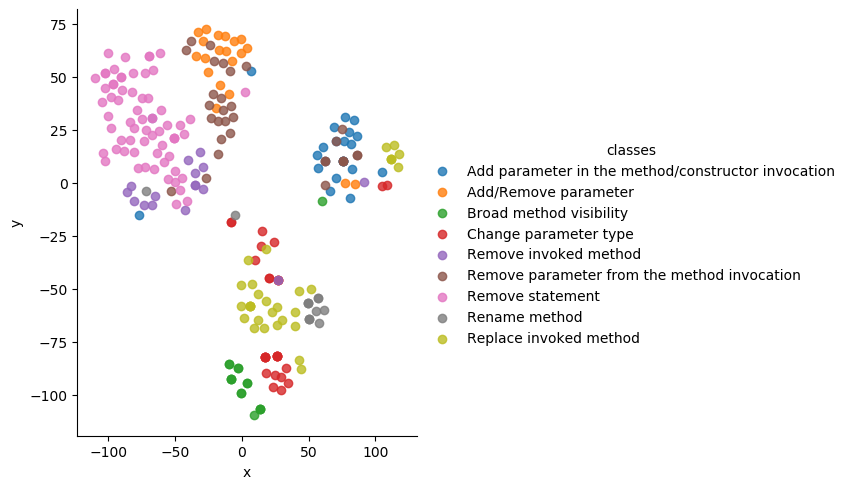 75
50
25
0
−25
−50
−75
−100
y
−100
−50
0
50
100
x
classes
Add parameter in the method/constructor invocation
Add/Remove parameter
Broad method visibility
Change parameter type
Remove invoked method
Remove parameter from the method invocation
Remove statement
Rename method
Replace invoked method